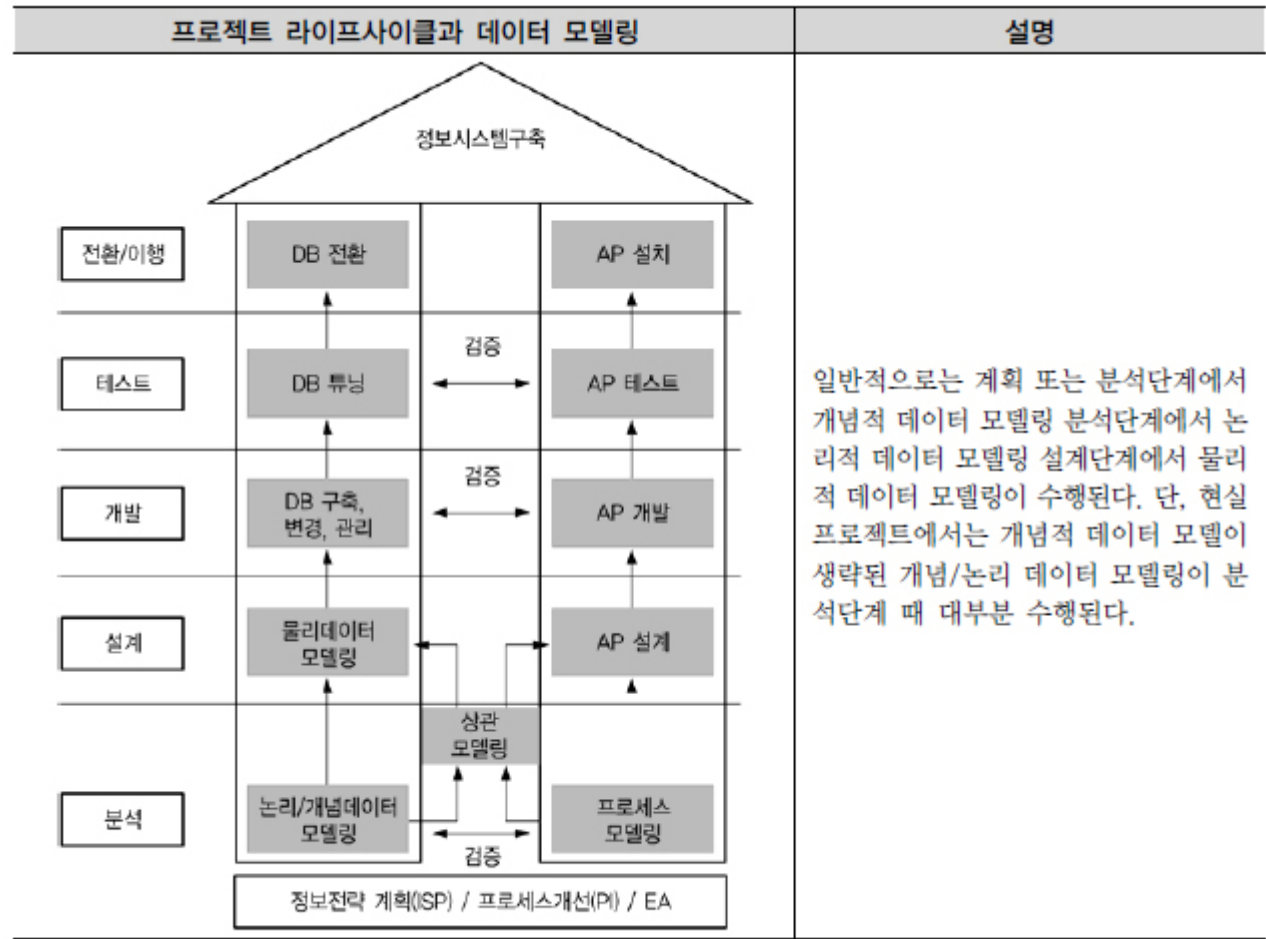 프로젝트 라이프사이클과 데이터 모델링
설명
정보시스템구축
전환/이행
DB 전환
AP 설치
테스트
DB 튜닝
검증
AP 테스트
개발
DB 구축,
변경, 관리
검증
AP 개발
설계
물리데이터
모델링
AP 설계
상관
모델링
분석
논리/개념데이터
모델링
검증
프로세스
모델링
정보전략 계획(ISP) / 프로세스개선(PI) / EA
일반적으로는 계획 또는 분석단계에서
개념적 데이터 모델링 분석단계에서 논
리적 데이터 모델링 설계단계에서 물리
적 데이터 모델링이 수행된다. 단, 현실
프로젝트에서는 개념적 데이터 모델이
생략된 개념/논리 데이터 모델링이 분
석단계 때 대부분 수행된다.